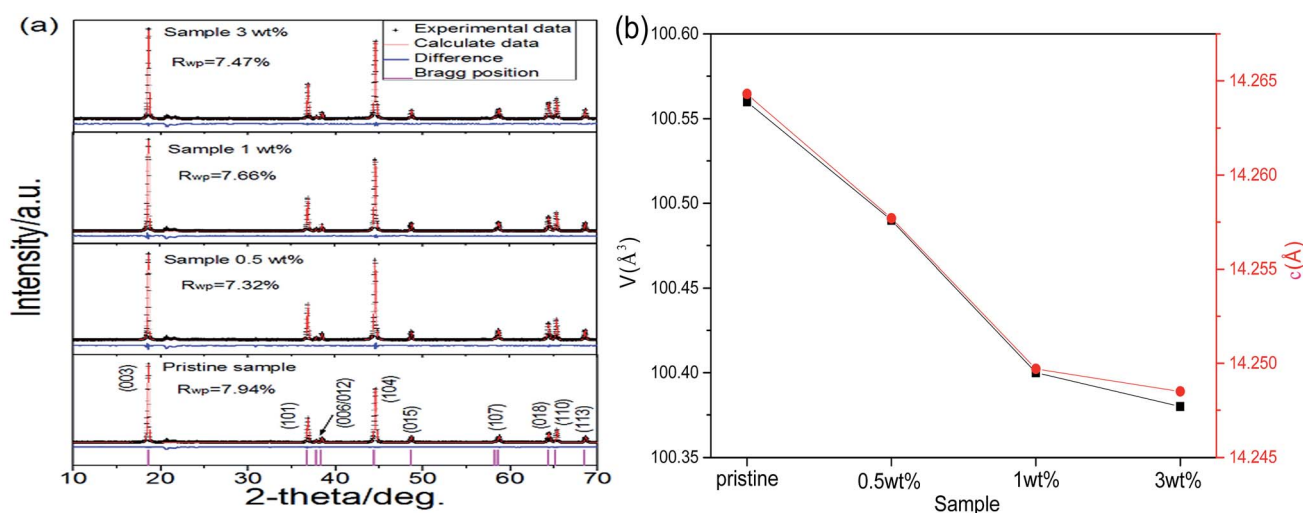 (a)
Sample 3 wt%
Rwp=7.47%
Experimental data
Calculate data
Difference
Bragg position
Sample 1 wt%
Rwp=7.66%
Sample 0.5 wt%
Rwp=7.32%
Pristine sample
Rwp=7.94%
(003)
(101)
(006/012)
(104)
(015)
(107)
(018)
(110)
(113)
Intensity/a.u.
10 20 30 40 50 60 70
2-theta/deg.
(b)
100.60
100.55
100.50
100.45
100.40
100.35
V(Å³)
14.265
14.260
14.255
14.250
14.245
c(Å)
pristine 0.5wt% 1wt% 3wt%
Sample